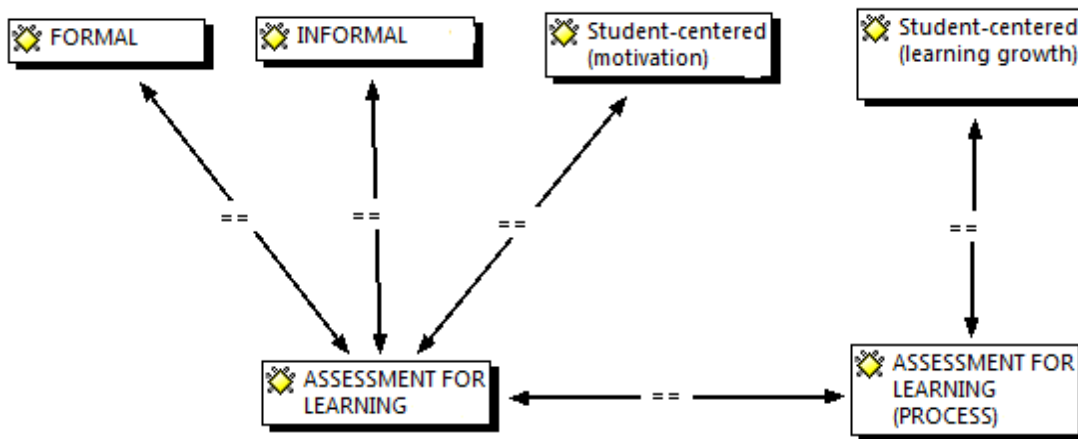 FORMAL
INFORMAL
Student-centered
(motivation)
Student-centered
(learning growth)
==
==
==
==
ASSESSMENT FOR
LEARNING
==
ASSESSMENT FOR
LEARNING
(PROCESS)